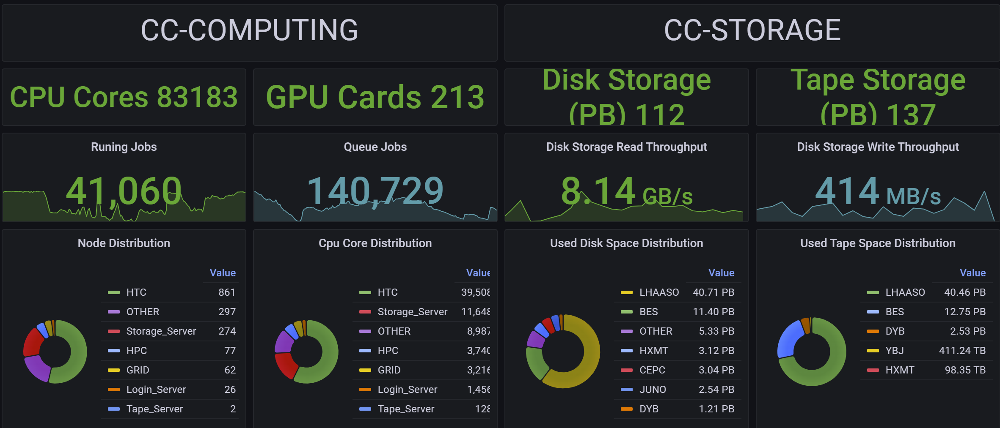 CC-COMPUTING
CC-STORAGE
CPU Cores 83183
GPU Cards 213
Disk Storage
(PB) 112
Tape Storage
(PB) 137
Runing Jobs
41,060
Queue Jobs
140,729
Disk Storage Read Throughput
8.14 GB/s
Disk Storage Write Throughput
414 MB/s
Node Distribution
Value
HTC 861
OTHER 297
Storage_Server 274
HPC 77
GRID 62
Login_Server 26
Tape_Server 2
Cpu Core Distribution
Value
HTC 39,508
Storage_Server 11,648
OTHER 8,987
HPC 3,740
GRID 3,216
Login_Server 1,456
Tape_Server 128
Used Disk Space Distribution
Value
LHAASO 40.71 PB
BES 11.40 PB
OTHER 5.33 PB
HXMT 3.12 PB
CEPC 3.04 PB
JUNO 2.54 PB
DYB 1.21 PB
Used Tape Space Distribution
Value
LHAASO 40.46 PB
BES 12.75 PB
DYB 2.53 PB
YBJ 411.24 TB
HXMT 98.35 TB